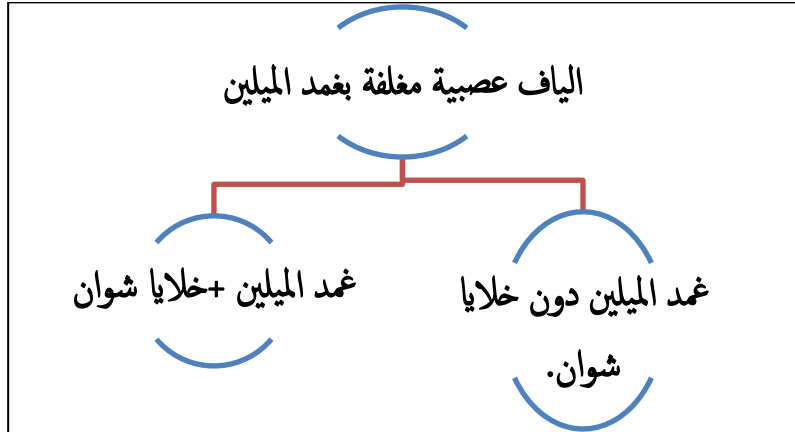 الياف عصبية مغلفة بغمد الميلين
غمد الميلين دون خلايا
شوان.
غمد الميلين +خلايا شوان